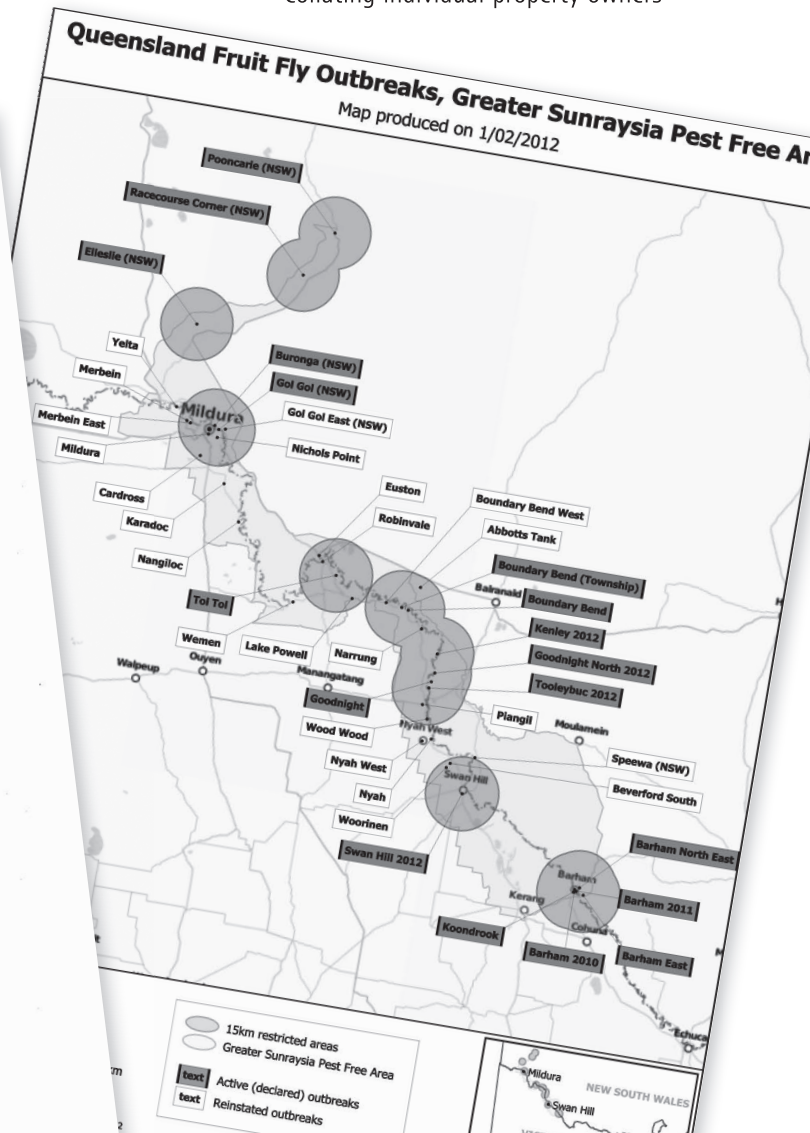 collating individual property owners
Queensland Fruit Fly Outbreaks, Greater Sunraysia Pest Free
Map produced on 1/02/2012
Pooncarie (NSW)
Racecourse Corner (NSW)
Ellesile (NSW)
Yelta
Merbein
Merbein East
Mildura
Mildura
Buronga (NSW)
Gol Gol (NSW)
Gol Gol East (NSW)
Nichols Point
Cardross
Karadoc
Nangiloc
Euston
Robinvale
Boundary Bend West
Abbotts Tank
Boundary Bend (Township)
Balranald
Boundary Bend
Kenley 2012
Goodnight North 2012
Tooleybuc 2012
Tol Tol
Wemen
Lake Powell
Narrung
Walpeup
Ouyen
Manangatang
Goodnight
Piangil
Moulamein
Wood Wood
Nyah West
Nyah West
Nyah
Woorinen
Swan Hill
Swan Hill 2012
Speewa (NSW)
Beverford South
Barham North East
Barham
Barham 2011
Kerang
Koondrook
Cohuna
Barham 2010
Barham East
Echuca
15km restricted areas
Greater Sunraysia Pest Free Area
text Active (declared) outbreaks
text Reinstated outbreaks
Mildura
NEW SOUTH WALES
Swan Hill